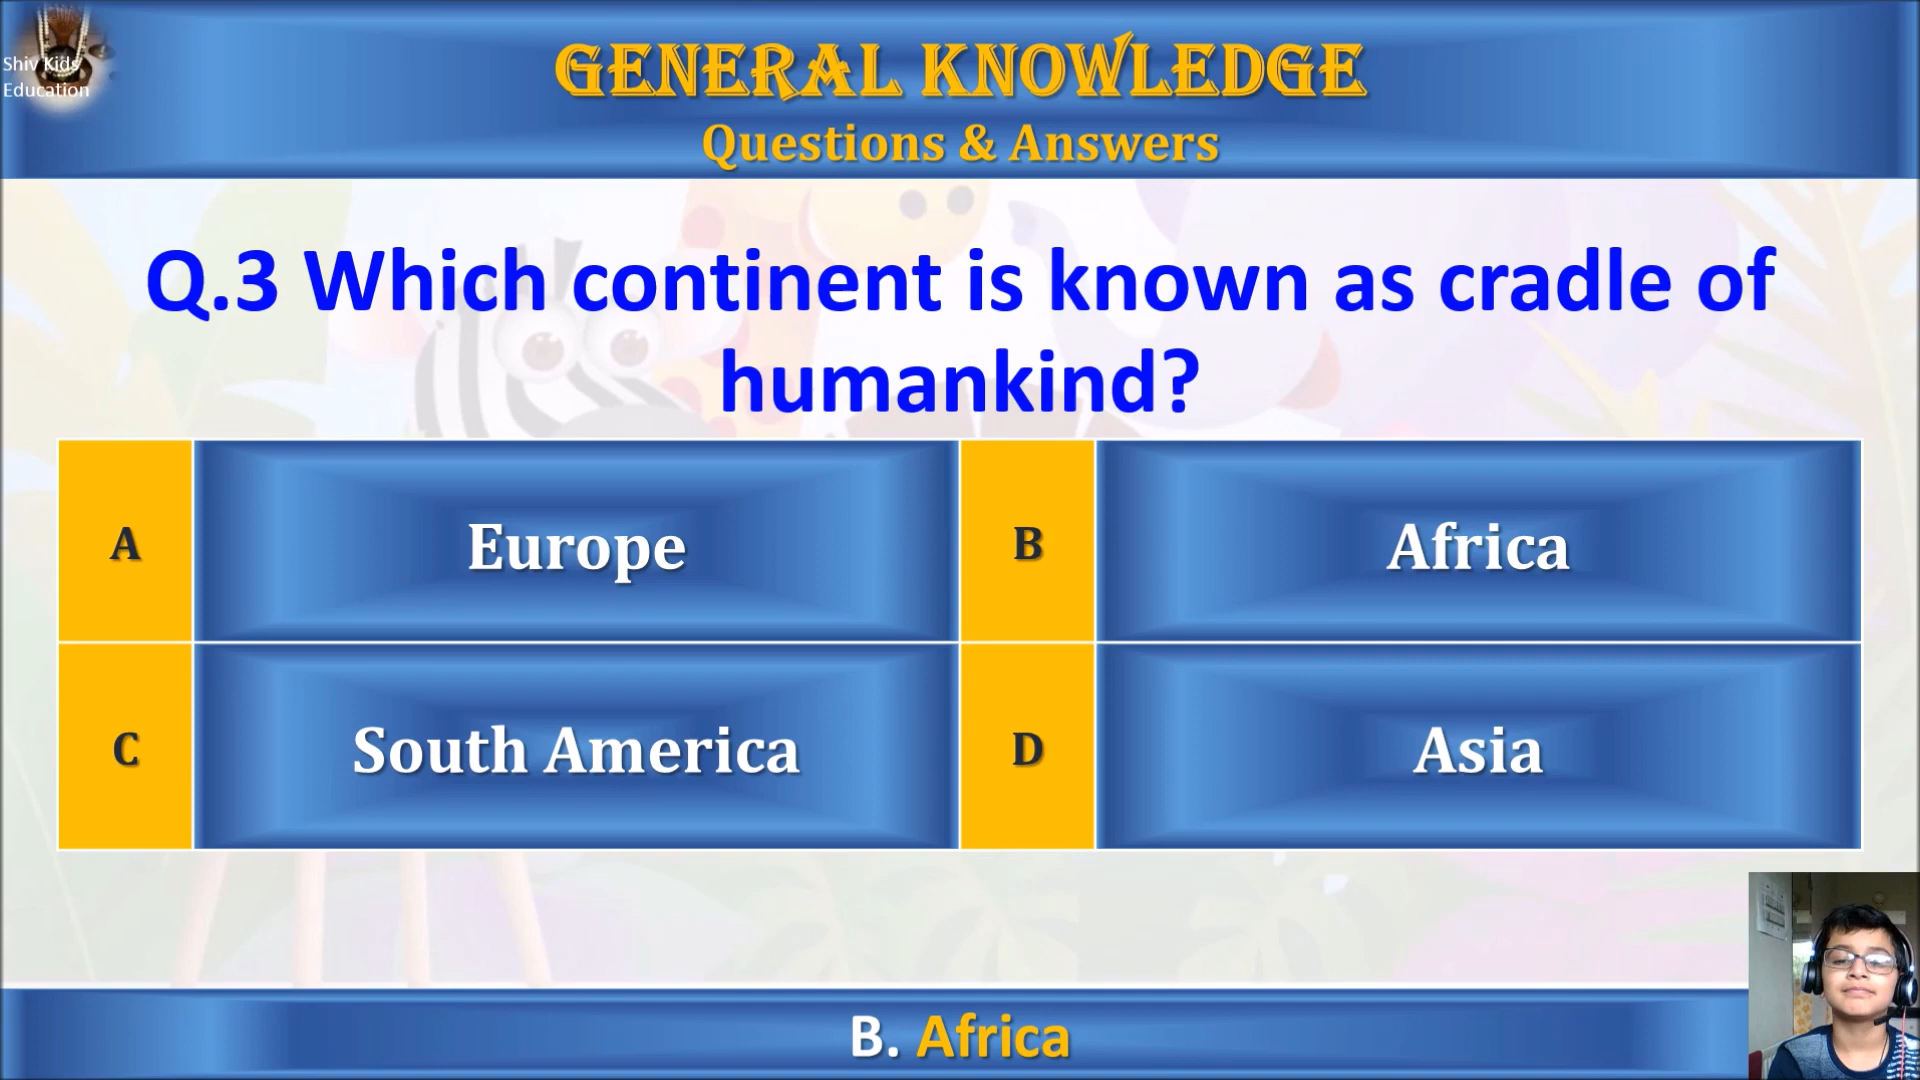 Shiv Kids
Education
GENERAL KNOWLEDGE
Questions & Answers
Q.3 Which continent is known as cradle of
humankind?
A
Europe
B
Africa
C
South America
D
Asia
B. Africa